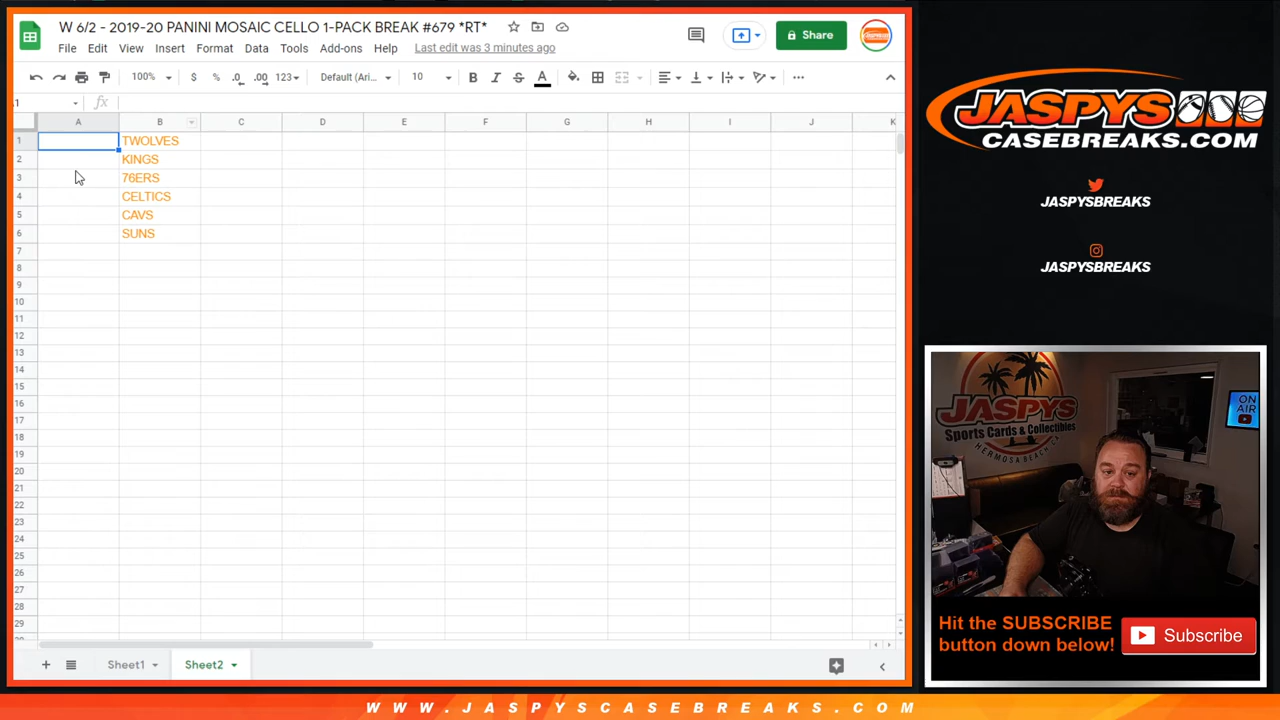 W 6/2 - 2019-20 PANINI MOSAIC CELLO 1-PACK BREAK #679 *RT*
File Edit View Insert Format Data Tools Add-ons Help Last edit was 3 minutes ago
Share
100% $ % .0 .00 123 Default (Ari... 10 B I S A
1 fx
A B C D E F G H I J K
1 TWOLVES
2 KINGS
3 76ERS
4 CELTICS
5 CAVS
6 SUNS
7
8
9
10
11
12
13
14
15
16
17
18
19
20
21
22
23
24
25
26
27
28
29
+ Sheet1 Sheet2
JASPYS
CASEBREAKS.COM
JASPYSBREAKS
JASPYSBREAKS
JASPYS
Sports Cards & Collectibles
HERMOSA BEACH, CA
ON
AIR
Hit the SUBSCRIBE
button down below!
Subscribe
WWW.JASPYSCASEBREAKS.COM